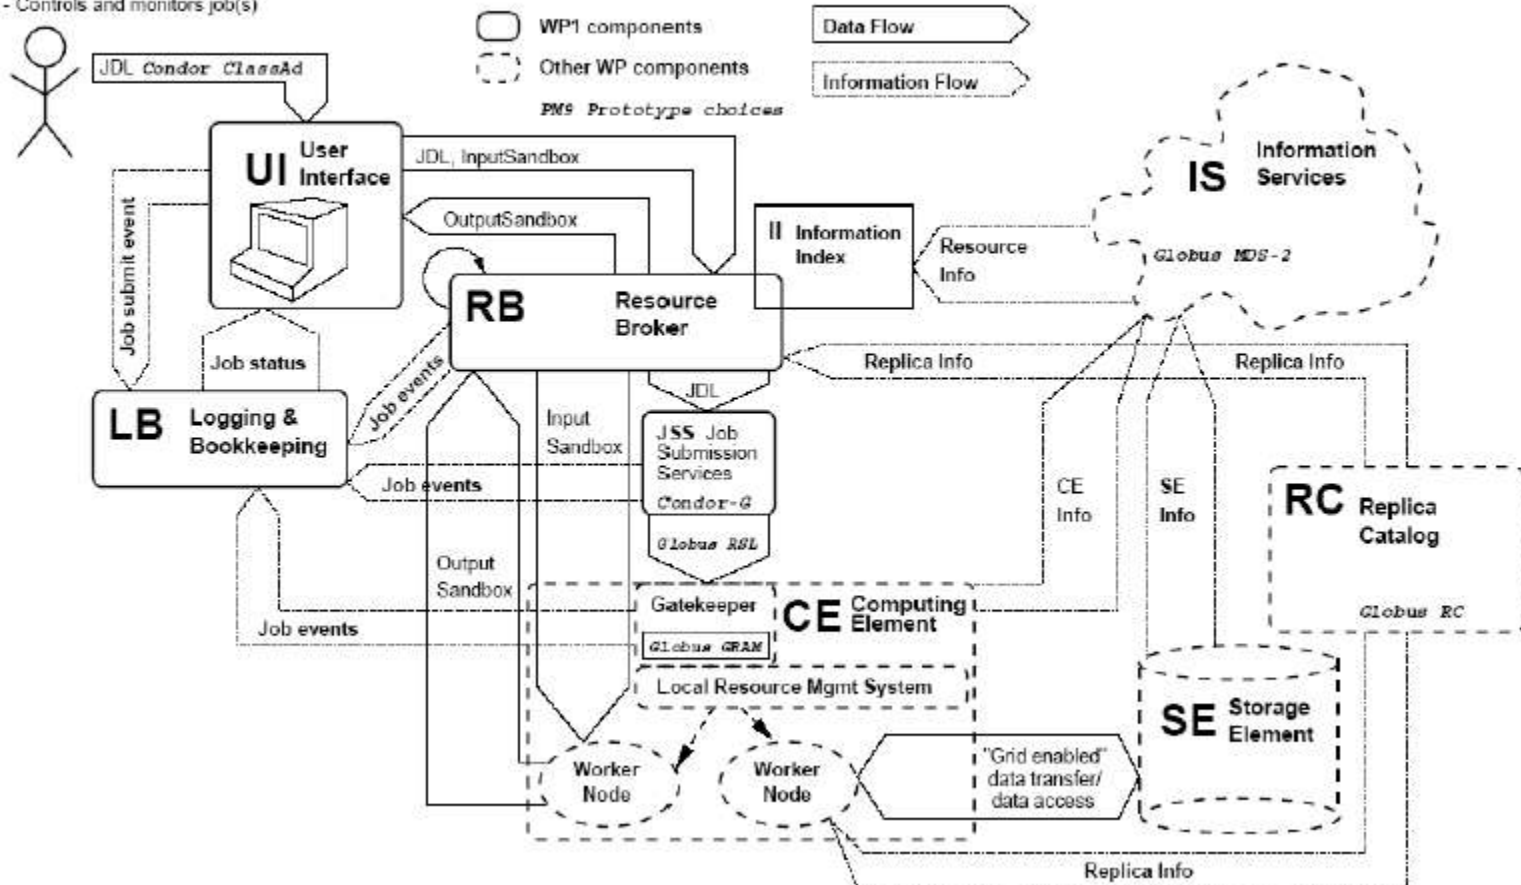 - Controls and monitors job(s)
WP1 components
Data Flow
Other WP components
Information Flow
PM9 Prototype choices
JDL Condor ClassAd
UI User
Interface
JDL, InputSandbox
OutputSandbox
II Information
Index
Resource
Info
IS Information
Services
Globus MDS-2
Job submit event
Job status
RB Resource
Broker
Replica Info
Replica Info
Job events
LB Logging &
Bookkeeping
JDL
Input
Sandbox
JSS Job
Submission
Services
Condor-G
Job events
Globus RSL
CE
Info
SE
Info
RC Replica
Catalog
Globus RC
Output
Sandbox
Job events
Gatekeeper
Globus GRAM
CE Computing
Element
Local Resource Mgmt System
Worker
Node
Worker
Node
"Grid enabled"
data transfer/
data access
SE Storage
Element
Replica Info